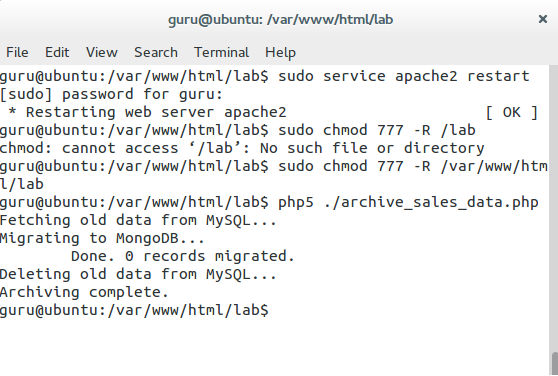 guru@ubuntu: /var/www/html/lab
File Edit View Search Terminal Help
guru@ubuntu:/var/www/html/lab$ sudo service apache2 restart
[sudo] password for guru:
 * Restarting web server apache2 [ OK ]
guru@ubuntu:/var/www/html/lab$ sudo chmod 777 -R /lab
chmod: cannot access ‘/lab’: No such file or directory
guru@ubuntu:/var/www/html/lab$ sudo chmod 777 -R /var/www/htm
l/lab
guru@ubuntu:/var/www/html/lab$ php5 ./archive_sales_data.php
Fetching old data from MySQL...
Migrating to MongoDB...
        Done. 0 records migrated.
Deleting old data from MySQL...
Archiving complete.
guru@ubuntu:/var/www/html/lab$